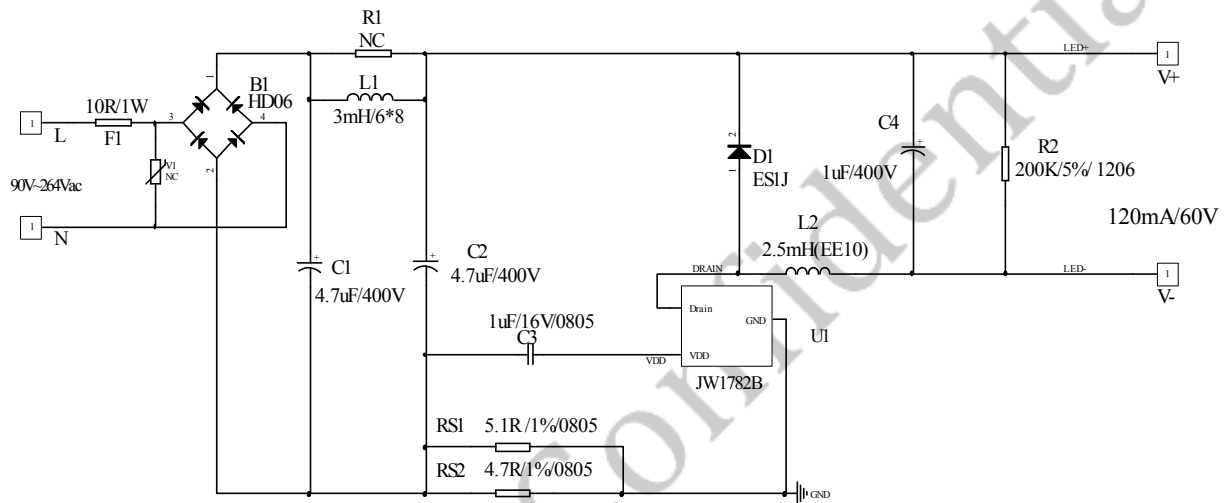 R1
NC
1
LED+
1
V+
B1
HD06
L1
3mH/6*8
10R/1W
1
L
F1
3
4
V1
NC
2
90V~264Vac
1
N
2
D1
ES1J
1
C4
1uF/400V
R2
200K/5%/ 1206
120mA/60V
L2
2.5mH(EE10)
DRAIN
LED-
1
V-
C1
4.7uF/400V
C2
4.7uF/400V
Drain
GND
U1
1uF/16V/0805
C3
VDD
VDD
JW1782B
RS1
5.1R /1%/0805
RS2
4.7R/1%/0805
GND
Confidential